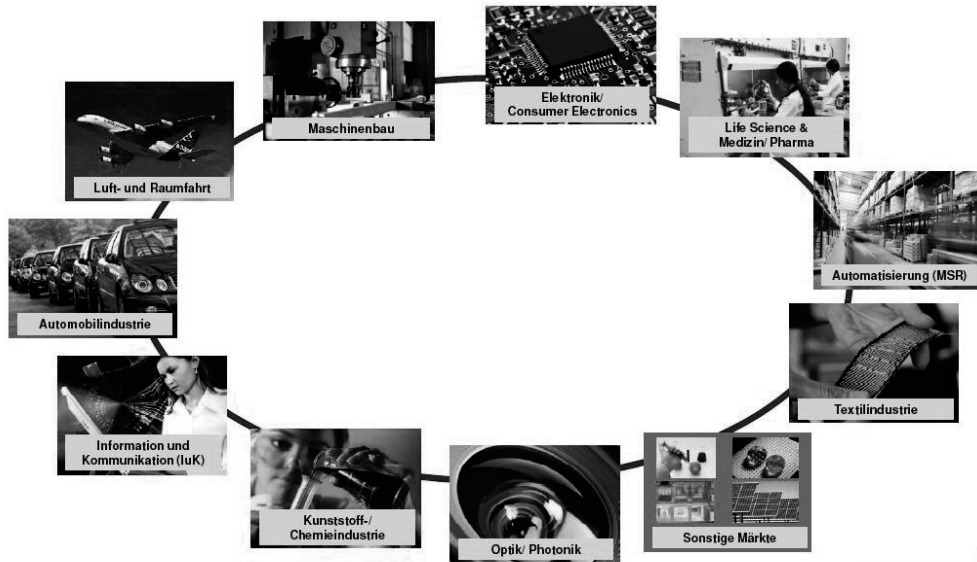 Elektronik/
Consumer Electronics
Maschinenbau
Life Science &
Medizin/ Pharma
Luft- und Raumfahrt
Automatisierung (MSR)
Automobilindustrie
Textilindustrie
Information und
Kommunikation (IuK)
Kunststoff-/
Chemieindustrie
Optik/ Photonik
Sonstige Märkte